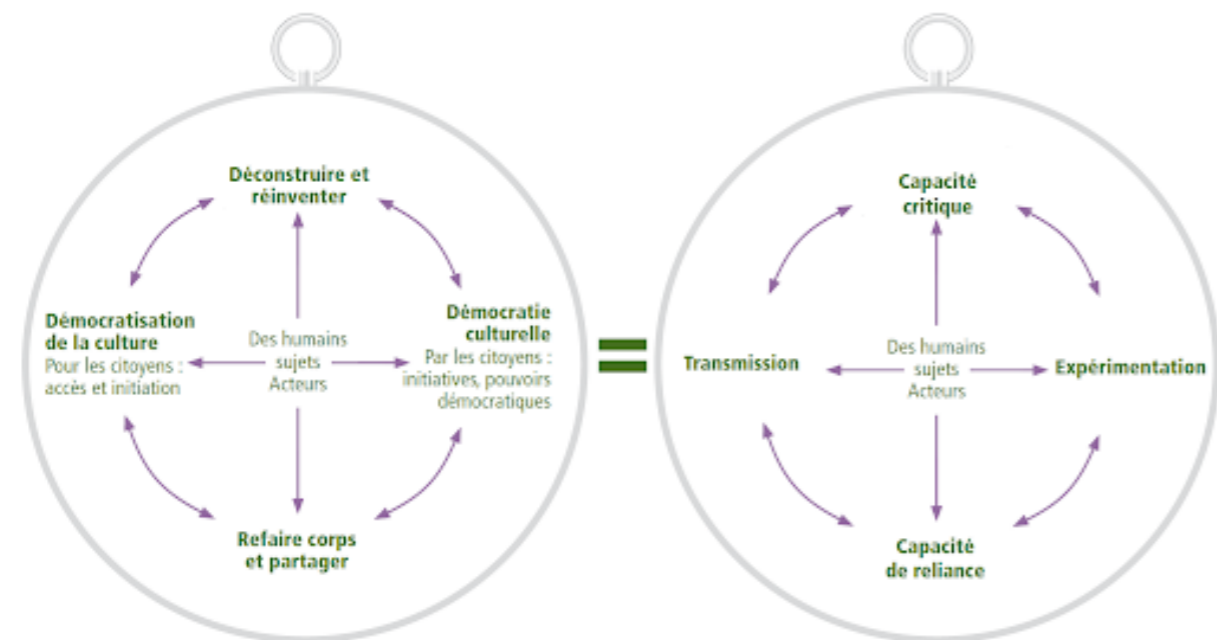 Déconstruire et
réinventer
Démocratisation
de la culture
Pour les citoyens :
accès et initiation
Des humains
sujets
Acteurs
Démocratie
culturelle
Par les citoyens :
initiatives, pouvoirs
démocratiques
Refaire corps
et partager
=
Capacité
critique
Transmission
Des humains
sujets
Acteurs
Expérimentation
Capacité
de reliance